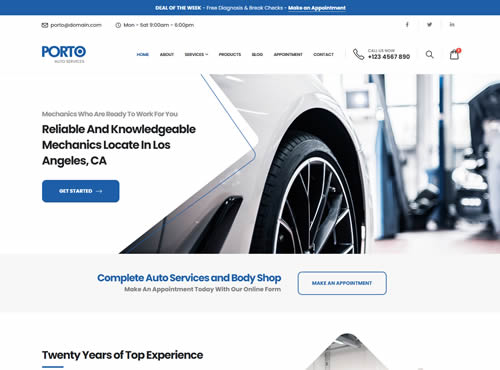 DEAL OF THE WEEK - Free Diagnosis & Break Checks - Make an Appointment
porto@domain.com Mon - Sat 9:00am - 6:00pm
PORTO
AUTO SERVICES
HOME ABOUT SERVICES PRODUCTS BLOG APPOINTMENT CONTACT
CALL US NOW
+123 4567 890
Mechanics Who Are Ready To Work For You
Reliable And Knowledgeable
Mechanics Locate In Los
Angeles, CA
GET STARTED
Complete Auto Services and Body Shop
Make An Appointment Today With Our Online Form
MAKE AN APPOINTMENT
Twenty Years of Top Experience